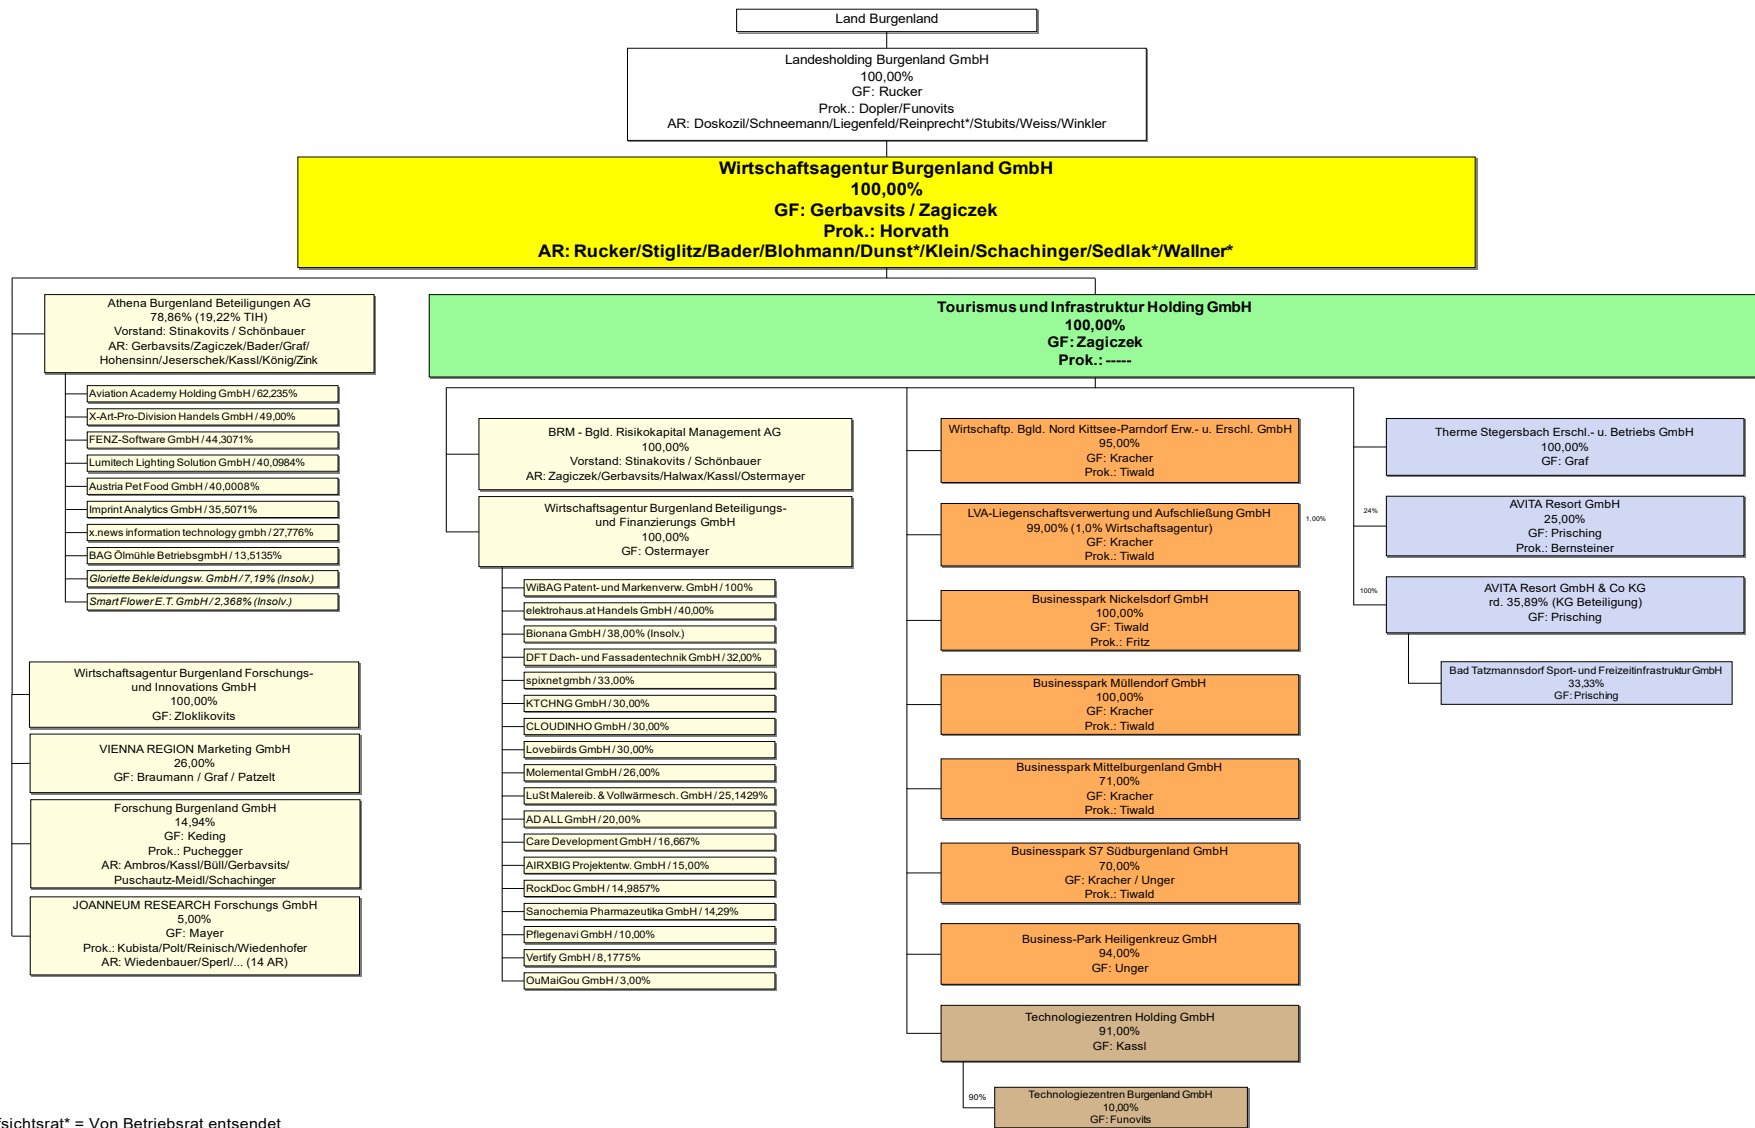 Land Burgenland
Landesholding Burgenland GmbH
100,00%
GF: Rucker
Prok.: Dopler/Funovits
AR: Doskozil/Schneemann/Liegenfeld/Reinprecht*/Stubits/Weiss/Winkler
Wirtschaftsagentur Burgenland GmbH
100,00%
GF: Gerbavsits / Zagiczek
Prok.: Horvath
AR: Rucker/Stiglitz/Bader/Blohmann/Dunst*/Klein/Schachinger/Sedlak*/Wallner*
Athena Burgenland Beteiligungen AG
78,86% (19,22% TIH)
Vorstand: Stinakovits / Schönbauer
AR: Gerbavsits/Zagiczek/Bader/Graf/
Hohensinn/Jeserschek/Kassl/König/Zink
Aviation Academy Holding GmbH / 62,235%
X-Art-Pro-Division Handels GmbH / 49,00%
FENZ-Software GmbH / 44,3071%
Lumitech Lighting Solution GmbH / 40,0984%
Austria Pet Food GmbH / 40,0008%
Imprint Analytics GmbH / 35,5071%
x.news information technology gmbh / 27,776%
BAG Ölmühle BetriebsgmbH / 13,5135%
Gloriette Bekleidungsw. GmbH / 7,19% (Insolv.)
Smart Flower E.T. GmbH / 2,368% (Insolv.)
Wirtschaftsagentur Burgenland Forschungs-
und Innovations GmbH
100,00%
GF: Zloklikovits
VIENNA REGION Marketing GmbH
26,00%
GF: Braumann / Graf / Patzelt
Forschung Burgenland GmbH
14,94%
GF: Keding
Prok.: Puchegger
AR: Ambros/Kassl/Büll/Gerbavsits/
Puschautz-Meidl/Schachinger
JOANNEUM RESEARCH Forschungs GmbH
5,00%
GF: Mayer
Prok.: Kubista/Polt/Reinisch/Wiedenhofer
AR: Wiedenbauer/Sperl/... (14 AR)
Tourismus und Infrastruktur Holding GmbH
100,00%
GF: Zagiczek
Prok.: -----
BRM - Bgld. Risikokapital Management AG
100,00%
Vorstand: Stinakovits / Schönbauer
AR: Zagiczek/Gerbavsits/Halwax/Kassl/Ostermayer
Wirtschaftsagentur Burgenland Beteiligungs-
und Finanzierungs GmbH
100,00%
GF: Ostermayer
WiBAG Patent- und Markenverw. GmbH / 100%
elektrohaus.at Handels GmbH / 40,00%
Bionana GmbH / 38,00% (Insolv.)
DFT Dach- und Fassadentechnik GmbH / 32,00%
spixnet gmbh / 33,00%
KTCHNG GmbH / 30,00%
CLOUDINHO GmbH / 30,00%
Lovebiirds GmbH / 30,00%
Molemental GmbH / 26,00%
LuSt Malereib. & Vollwärmesch. GmbH / 25,1429%
AD ALL GmbH / 20,00%
Care Development GmbH / 16,667%
AIRXBIG Projektentw. GmbH / 15,00%
RockDoc GmbH / 14,9857%
Sanochemia Pharmazeutika GmbH / 14,29%
Pflegenavi GmbH / 10,00%
Vertify GmbH / 8,1775%
OuMaiGou GmbH / 3,00%
Wirtschaftp. Bgld. Nord Kittsee-Parndorf Erw.- u. Erschl. GmbH
95,00%
GF: Kracher
Prok.: Tiwald
LVA-Liegenschaftsverwertung und Aufschließung GmbH
99,00% (1,0% Wirtschaftsagentur)
GF: Kracher
Prok.: Tiwald
1,00%
Businesspark Nickelsdorf GmbH
100,00%
GF: Tiwald
Prok.: Fritz
Businesspark Müllendorf GmbH
100,00%
GF: Kracher
Prok.: Tiwald
Businesspark Mittelburgenland GmbH
71,00%
GF: Kracher
Prok.: Tiwald
Businesspark S7 Südburgenland GmbH
70,00%
GF: Kracher / Unger
Prok.: Tiwald
Business-Park Heiligenkreuz GmbH
94,00%
GF: Unger
Technologiezentren Holding GmbH
91,00%
GF: Kassl
90%
Technologiezentren Burgenland GmbH
10,00%
GF: Funovits
Therme Stegersbach Erschl.- u. Betriebs GmbH
100,00%
GF: Graf
24%
AVITA Resort GmbH
25,00%
GF: Prisching
Prok.: Bernsteiner
100%
AVITA Resort GmbH & Co KG
rd. 35,89% (KG Beteiligung)
GF: Prisching
Bad Tatzmannsdorf Sport- und Freizeitinfrastruktur GmbH
33,33%
GF: Prisching
fsichtsrat* = Von Betriebsrat entsendet